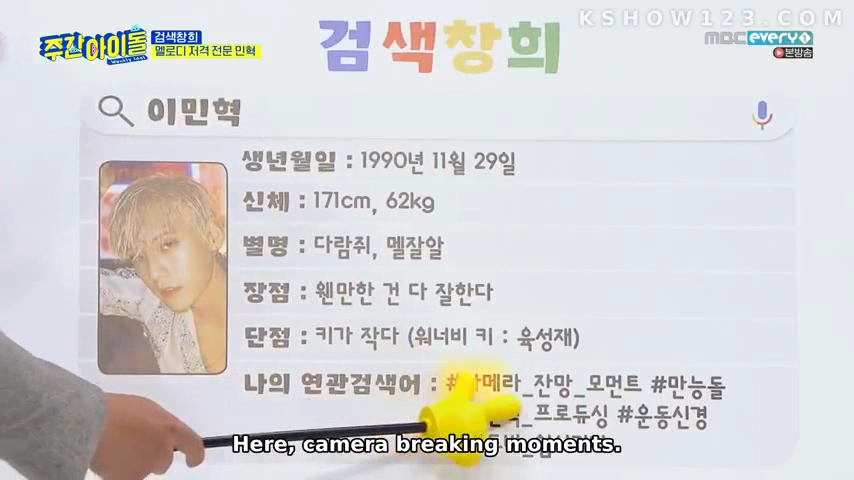 KSHOW123.COM
주간아이돌
Weekly Idol
검색창희
멜로디 저격 전문 민혁
MBC every1
본방송
검색창희
이민혁
생년월일 : 1990년 11월 29일
신체 : 171cm, 62kg
별명 : 다람쥐, 멜잘알
장점 : 웬만한 건 다 잘한다
단점 : 키가 작다 (워너비 키 : 육성재)
나의 연관검색어 : #카메라_잔망_모먼트 #만능돌
_프로듀싱 #운동신경
Here, camera breaking moments.